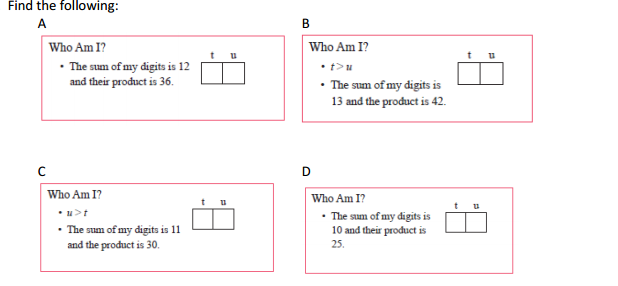 Find the following:
A
Who Am I?
• The sum of my digits is 12
and their product is 36.
t u
B
Who Am I?
• t>u
• The sum of my digits is
13 and the product is 42.
t u
C
Who Am I?
• u>t
• The sum of my digits is 11
and the product is 30.
t u
D
Who Am I?
• The sum of my digits is
10 and their product is
25.
t u